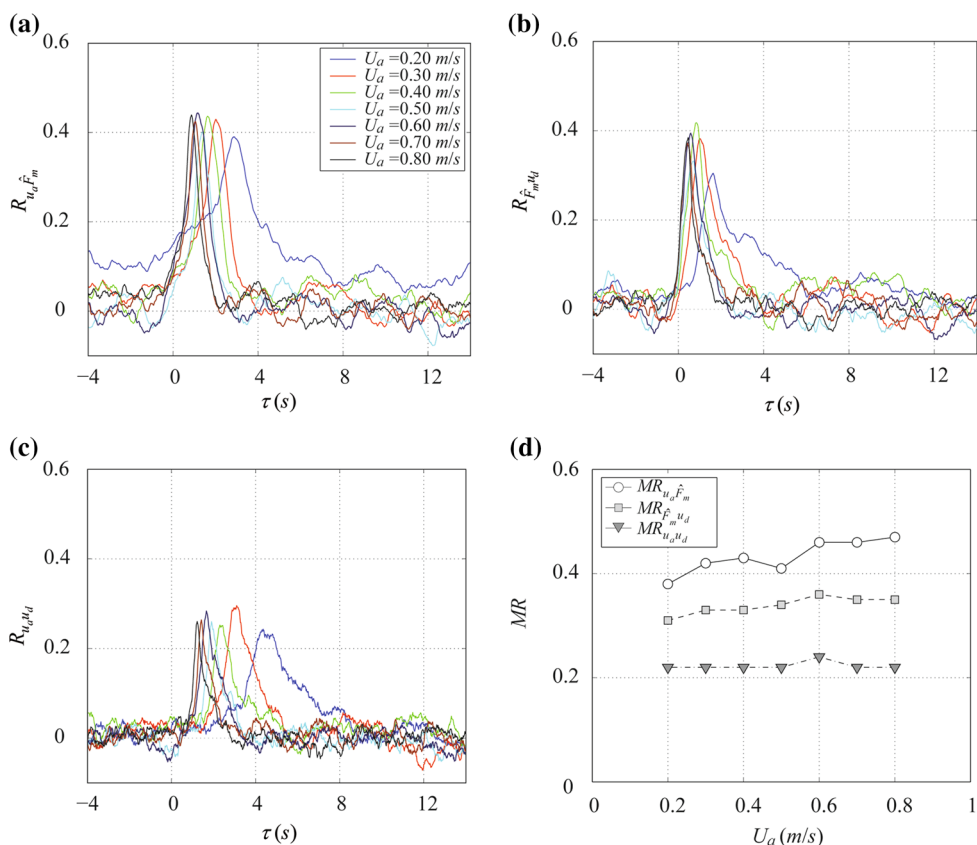 (a)
0.6
0.4
0.2
0
R_{u_a F̂_m}
U_a =0.20 m/s
U_a =0.30 m/s
U_a =0.40 m/s
U_a =0.50 m/s
U_a =0.60 m/s
U_a =0.70 m/s
U_a =0.80 m/s
−4 0 4 8 12
τ (s)
(b)
0.6
0.4
0.2
0
R_{F̂_m u_d}
−4 0 4 8 12
τ (s)
(c)
0.6
0.4
0.2
0
R_{u_a u_d}
−4 0 4 8 12
τ (s)
(d)
0.6
0.4
0.2
0
MR
MR_{u_a F̂_m}
MR_{F̂_m u_d}
MR_{u_a u_d}
0 0.2 0.4 0.6 0.8 1
U_a (m/s)